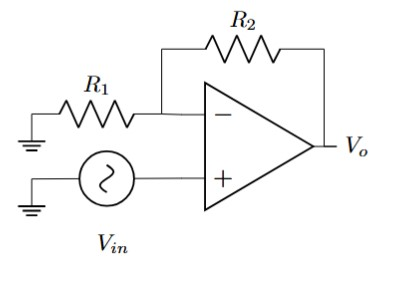 R₂
R₁
−
+
Vₒ
Vᵢₙ